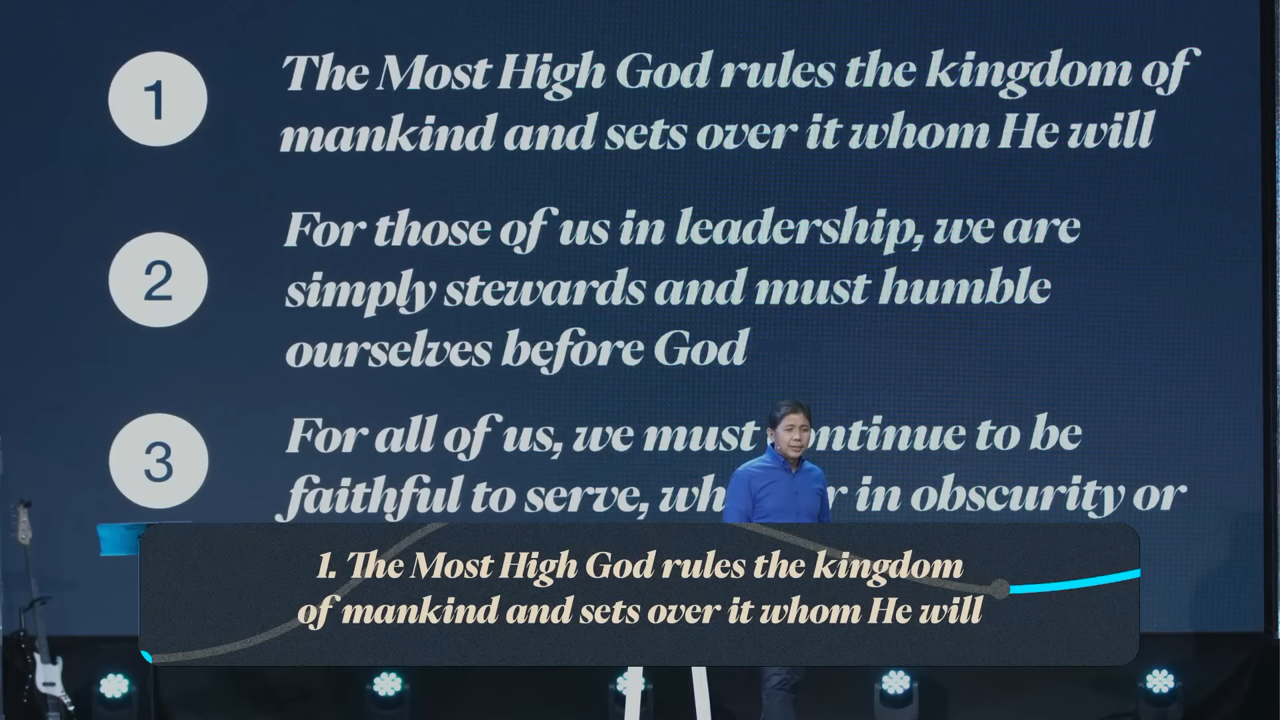 1
The Most High God rules the kingdom of
mankind and sets over it whom He will
2
For those of us in leadership, we are
simply stewards and must humble
ourselves before God
3
For all of us, we must ontinue to be
faithful to serve, wh r in obscurity or
1. The Most High God rules the kingdom
of mankind and sets over it whom He will